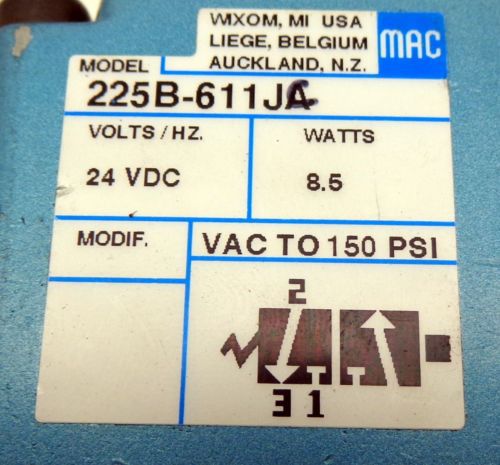 WIXOM, MI USA
LIEGE, BELGIUM
AUCKLAND, N.Z.
MAC
MODEL
225B-611JC
VOLTS / HZ.
WATTS
24 VDC
8.5
MODIF.
VAC TO 150 PSI
2
3 1